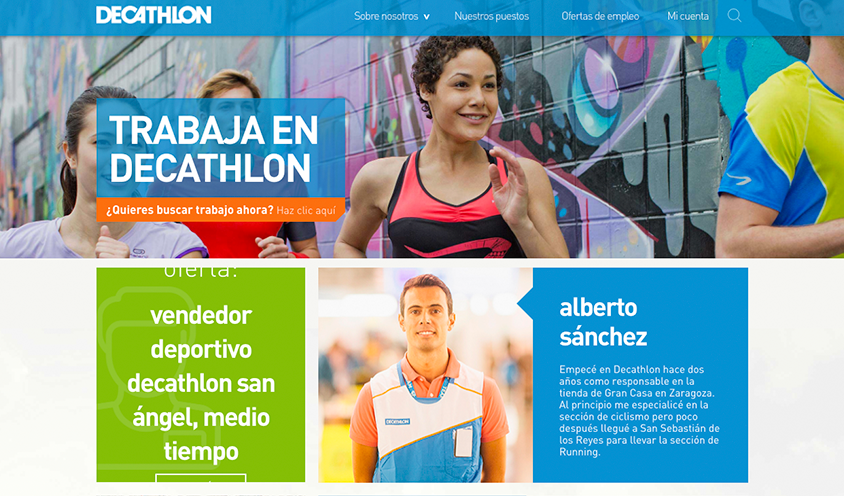 DECATHLON
Sobre nosotros v
Nuestros puestos
Ofertas de empleo
Mi cuenta
TRABAJA EN
DECATHLON
¿Quieres buscar trabajo ahora? Haz clic aquí
oferta:
vendedor
deportivo
decathlon san
ángel, medio
tiempo
DECATHLON
alberto
sánchez
Empecé en Decathlon hace dos
años como responsable en la
tienda de Gran Casa en Zaragoza.
Al principio me especialicé en la
sección de ciclismo pero poco
después llegué a San Sebastián de
los Reyes para llevar la sección de
Running.